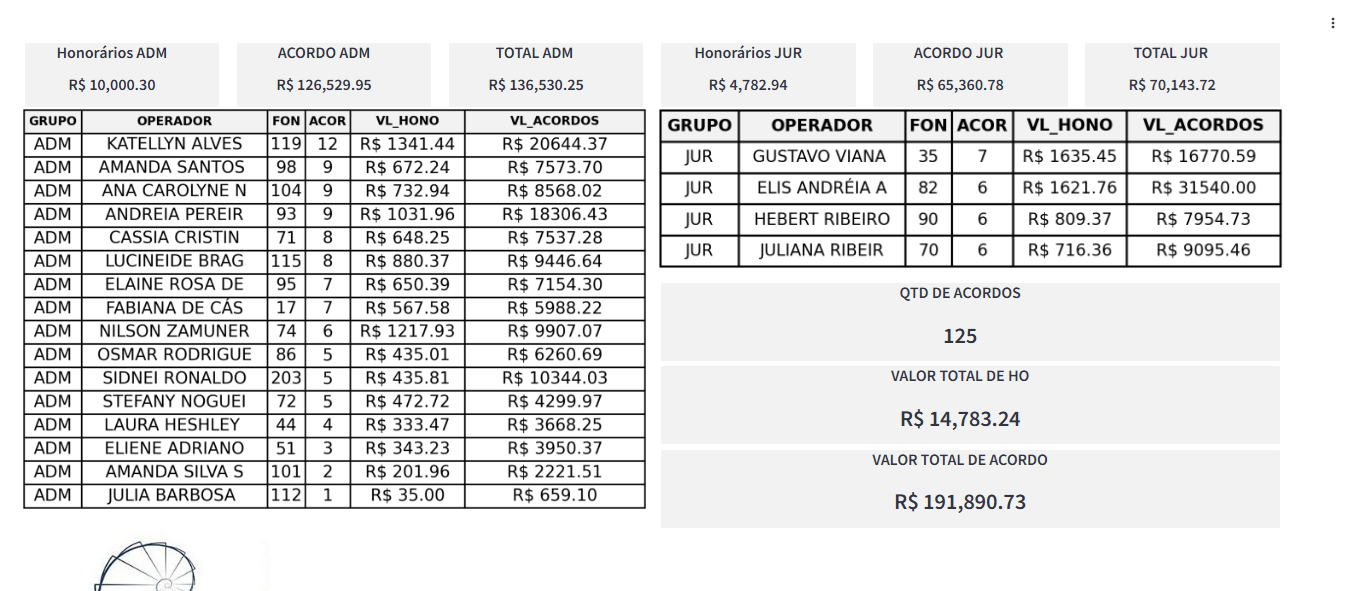 Honorários ADM
R$ 10,000.30
ACORDO ADM
R$ 126,529.95
TOTAL ADM
R$ 136,530.25
Honorários JUR
R$ 4,782.94
ACORDO JUR
R$ 65,360.78
TOTAL JUR
R$ 70,143.72
GRUPO OPERADOR FON ACOR VL_HONO VL_ACORDOS
ADM KATELLYN ALVES 119 12 R$ 1341.44 R$ 20644.37
ADM AMANDA SANTOS 98 9 R$ 672.24 R$ 7573.70
ADM ANA CAROLYNE N 104 9 R$ 732.94 R$ 8568.02
ADM ANDREIA PEREIR 93 9 R$ 1031.96 R$ 18306.43
ADM CASSIA CRISTIN 71 8 R$ 648.25 R$ 7537.28
ADM LUCINEIDE BRAG 115 8 R$ 880.37 R$ 9446.64
ADM ELAINE ROSA DE 95 7 R$ 650.39 R$ 7154.30
ADM FABIANA DE CÁS 17 7 R$ 567.58 R$ 5988.22
ADM NILSON ZAMUNER 74 6 R$ 1217.93 R$ 9907.07
ADM OSMAR RODRIGUE 86 5 R$ 435.01 R$ 6260.69
ADM SIDNEI RONALDO 203 5 R$ 435.81 R$ 10344.03
ADM STEFANY NOGUEI 72 5 R$ 472.72 R$ 4299.97
ADM LAURA HESHLEY 44 4 R$ 333.47 R$ 3668.25
ADM ELIENE ADRIANO 51 3 R$ 343.23 R$ 3950.37
ADM AMANDA SILVA S 101 2 R$ 201.96 R$ 2221.51
ADM JULIA BARBOSA 112 1 R$ 35.00 R$ 659.10
GRUPO OPERADOR FON ACOR VL_HONO VL_ACORDOS
JUR GUSTAVO VIANA 35 7 R$ 1635.45 R$ 16770.59
JUR ELIS ANDRÉIA A 82 6 R$ 1621.76 R$ 31540.00
JUR HEBERT RIBEIRO 90 6 R$ 809.37 R$ 7954.73
JUR JULIANA RIBEIR 70 6 R$ 716.36 R$ 9095.46
QTD DE ACORDOS
125
VALOR TOTAL DE HO
R$ 14,783.24
VALOR TOTAL DE ACORDO
R$ 191,890.73